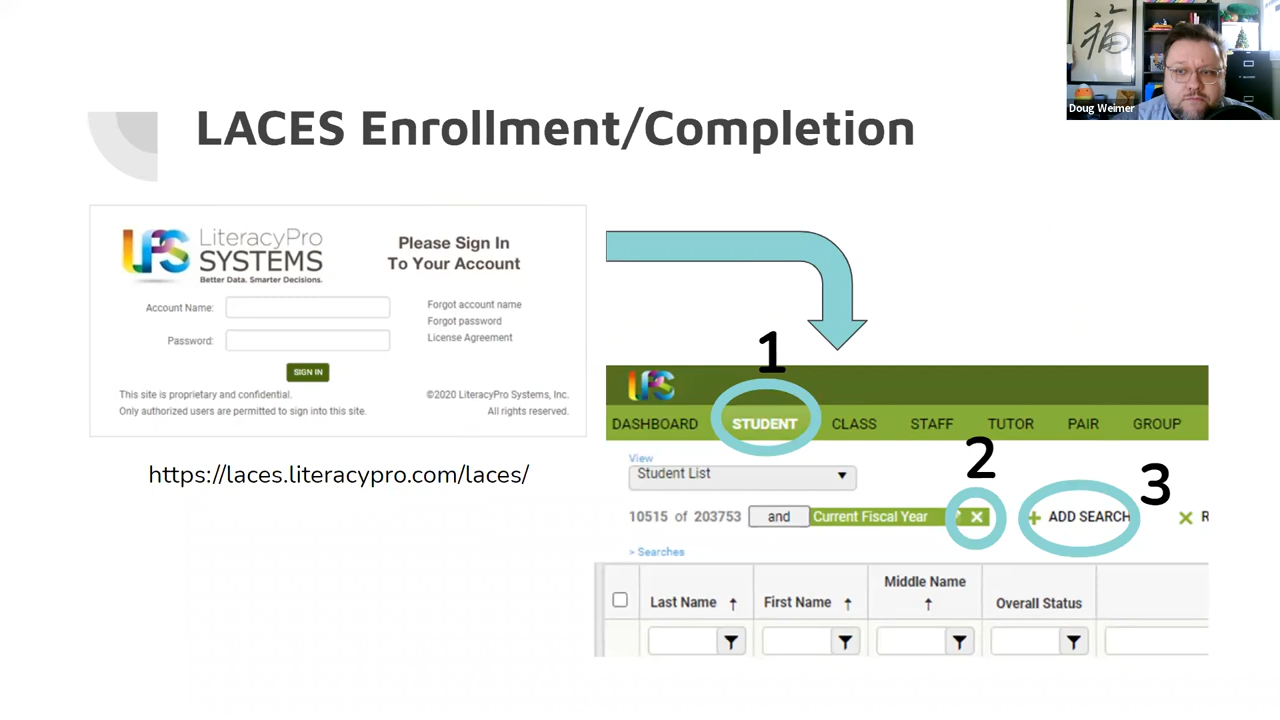 福
Doug Weimer
LACES Enrollment/Completion
LPS LiteracyPro
SYSTEMS
Better Data. Smarter Decisions.
Please Sign In
To Your Account
Account Name:
Password:
Forgot account name
Forgot password
License Agreement
SIGN IN
This site is proprietary and confidential.
Only authorized users are permitted to sign into this site.
©2020 LiteracyPro Systems, Inc.
All rights reserved.
https://laces.literacypro.com/laces/
1
LPS
DASHBOARD STUDENT CLASS STAFF TUTOR PAIR GROUP
View
Student List
2
3
10515 of 203753 and Current Fiscal Year ADD SEARCH R
> Searches
Last Name First Name Middle Name Overall Status